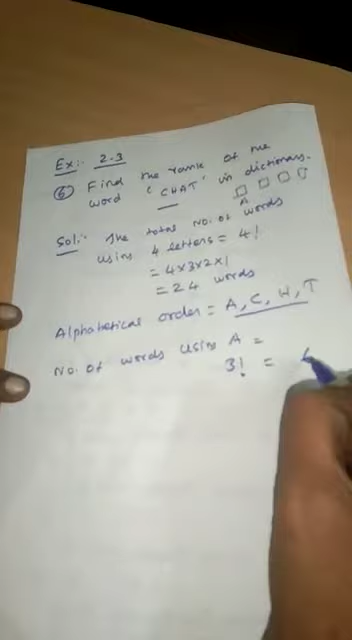 Ex:- 2.3
⑥ Find the rank of the
word "CHAT" in dictionary.
A
Sol:- The total No. of words
using 4 letters = 4!
= 4×3×2×1
= 24 words
Alphabetical order = A, C, H, T
No. of words using A =
3! =